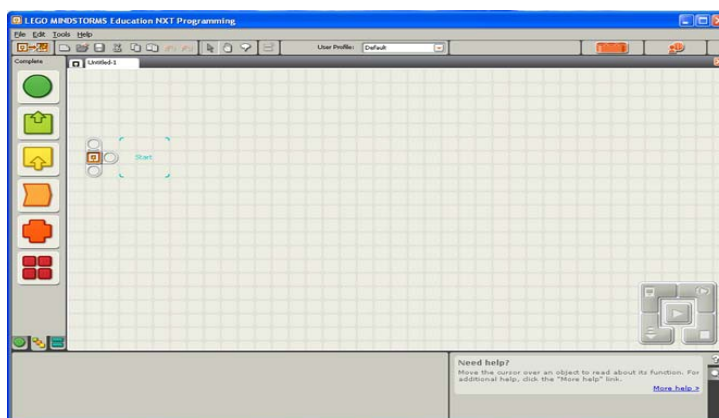 LEGO MINDSTORMS Education NXT Programming
File Edit Tools Help
User Profile: Default
Complete
Untitled-1
Start
Need help?
Move the cursor over an object to read about its function. For
additional help, click the "More help" link.
More help >